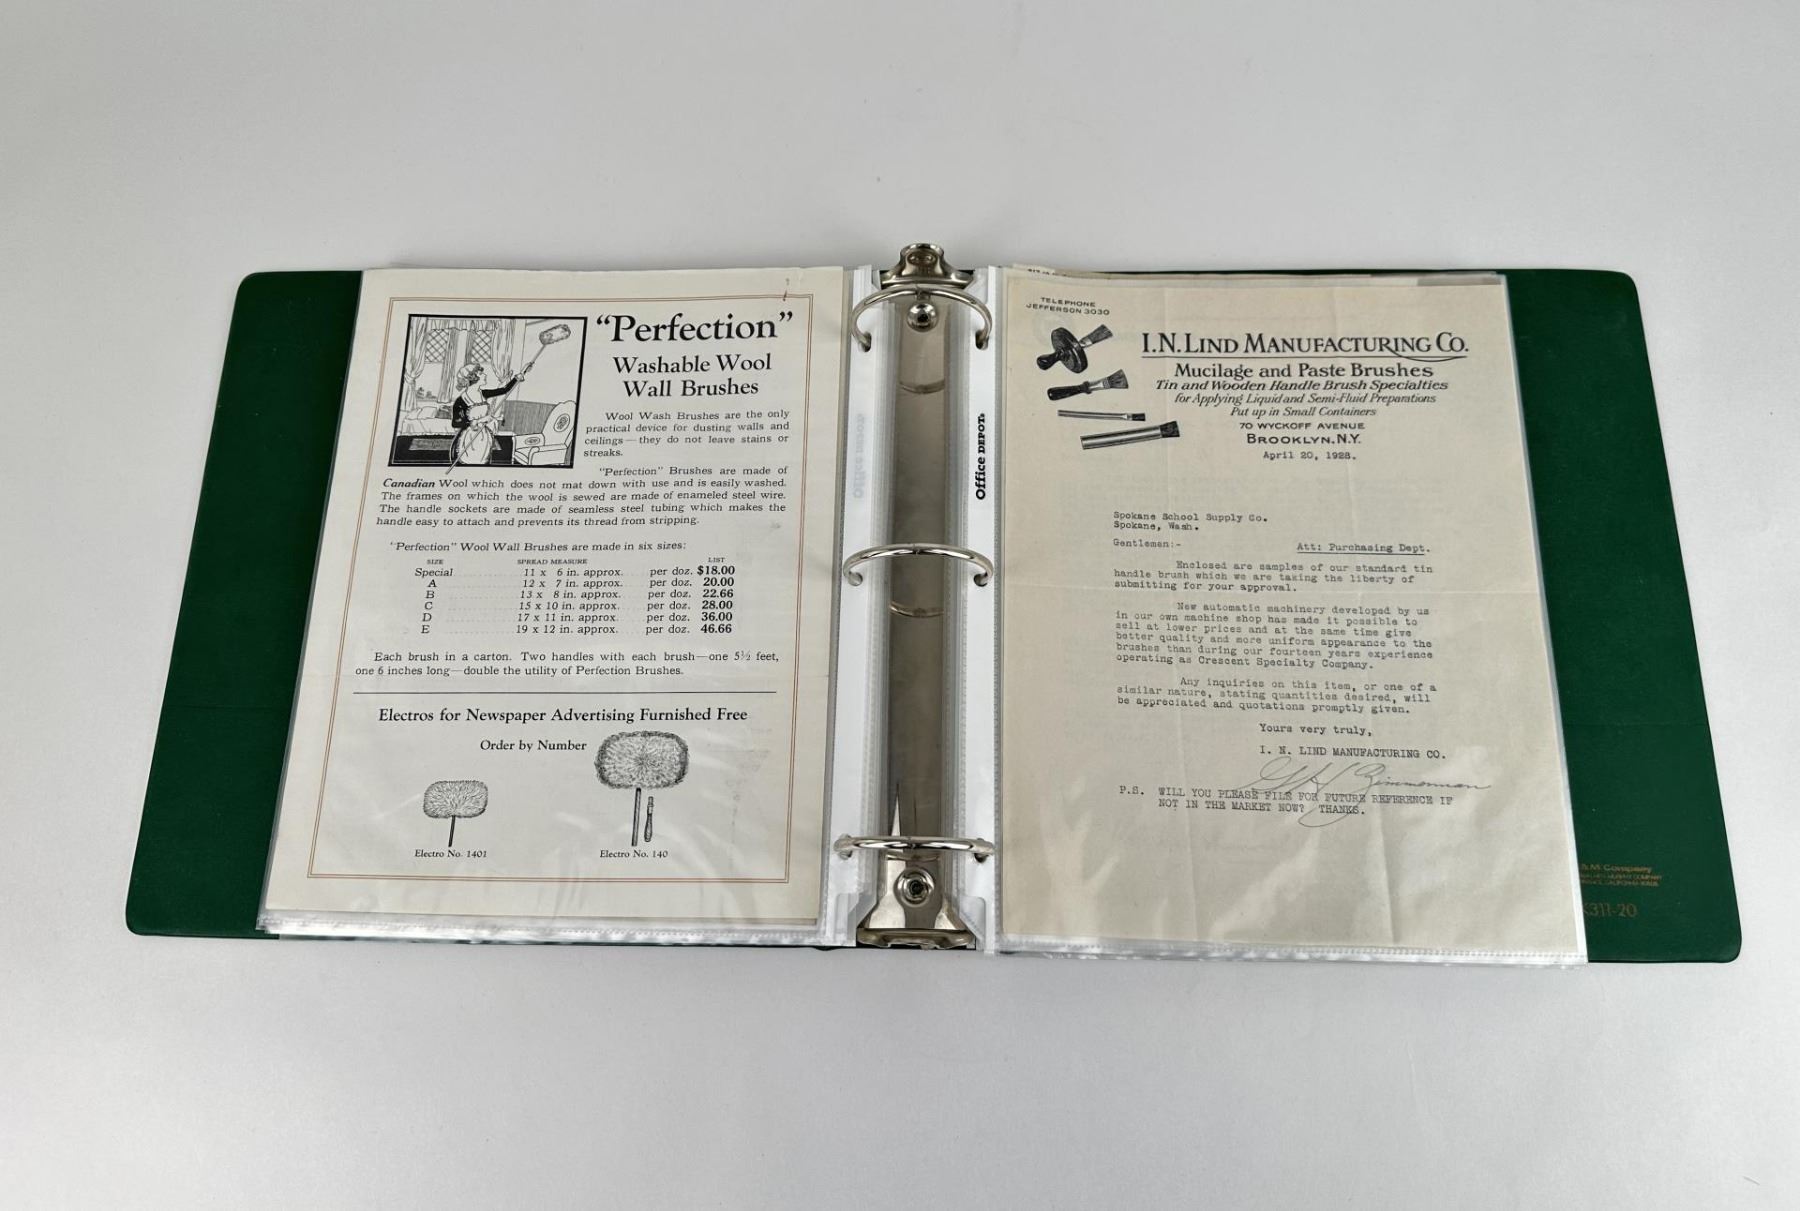 “Perfection”
Washable Wool
Wall Brushes
Wool Wash Brushes are the only
practical device for dusting walls and
ceilings—they do not leave stains or
streaks.
"Perfection" Brushes are made of
Canadian Wool which does not mat down with use and is easily washed.
The frames on which the wool is sewed are made of enameled steel wire.
The handle sockets are made of seamless steel tubing which makes the
handle easy to attach and prevents its thread from stripping.
"Perfection" Wool Wall Brushes are made in six sizes:
SIZE SPREAD MEASURE LIST
Special 11 x 6 in. approx. per doz. $18.00
A 12 x 7 in. approx. per doz. 20.00
B 13 x 8 in. approx. per doz. 22.66
C 15 x 10 in. approx. per doz. 28.00
D 17 x 11 in. approx. per doz. 36.00
E 19 x 12 in. approx. per doz. 46.66
Each brush in a carton. Two handles with each brush—one 5½ feet,
one 6 inches long—double the utility of Perfection Brushes.
Electros for Newspaper Advertising Furnished Free
Order by Number
Electro No. 1401
Electro No. 140
Office DEPOT.
Office DEPOT.
TELEPHONE
JEFFERSON 3030
I.N. LIND MANUFACTURING CO.
Mucilage and Paste Brushes
Tin and Wooden Handle Brush Specialties
for Applying Liquid and Semi-Fluid Preparations
Put up in Small Containers
70 WYCKOFF AVENUE
BROOKLYN, N.Y.
April 20, 1928.
Spokane School Supply Co.
Spokane, Wash.
Gentlemen:-
Att: Purchasing Dept.
Enclosed are samples of our standard tin
handle brush which we are taking the liberty of
submitting for your approval.
New automatic machinery developed by us
in our own machine shop has made it possible to
sell at lower prices and at the same time give
better quality and more uniform appearance to the
brushes than during our fourteen years experience
operating as Crescent Specialty Company.
Any inquiries on this item, or one of a
similar nature, stating quantities desired, will
be appreciated and quotations promptly given.
Yours very truly,
I. N. LIND MANUFACTURING CO.
Zimmerman
P.S. WILL YOU PLEASE FILE FOR FUTURE REFERENCE IF
NOT IN THE MARKET NOW? THANKS.
&M Company
311-20